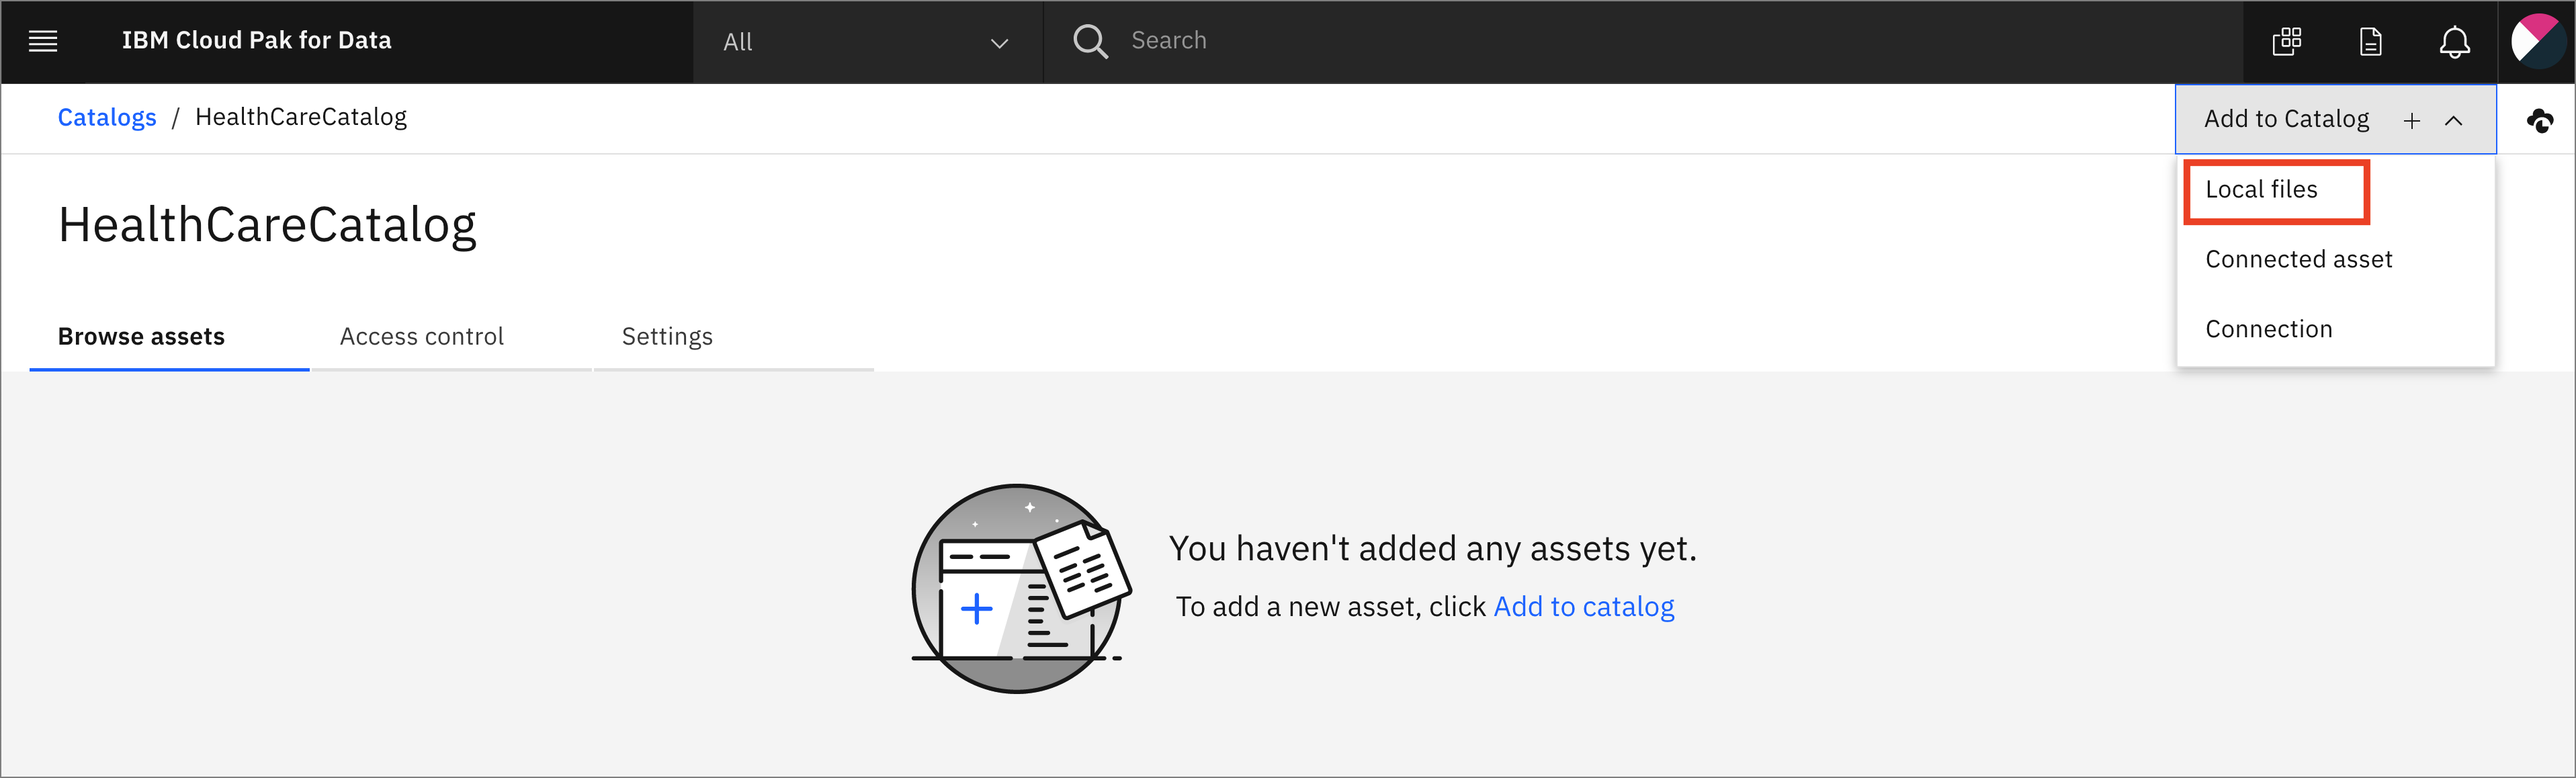 IBM Cloud Pak for Data
All
Search
Catalogs / HealthCareCatalog
Add to Catalog
Local files
Connected asset
Connection
HealthCareCatalog
Browse assets
Access control
Settings
You haven't added any assets yet.
To add a new asset, click Add to catalog